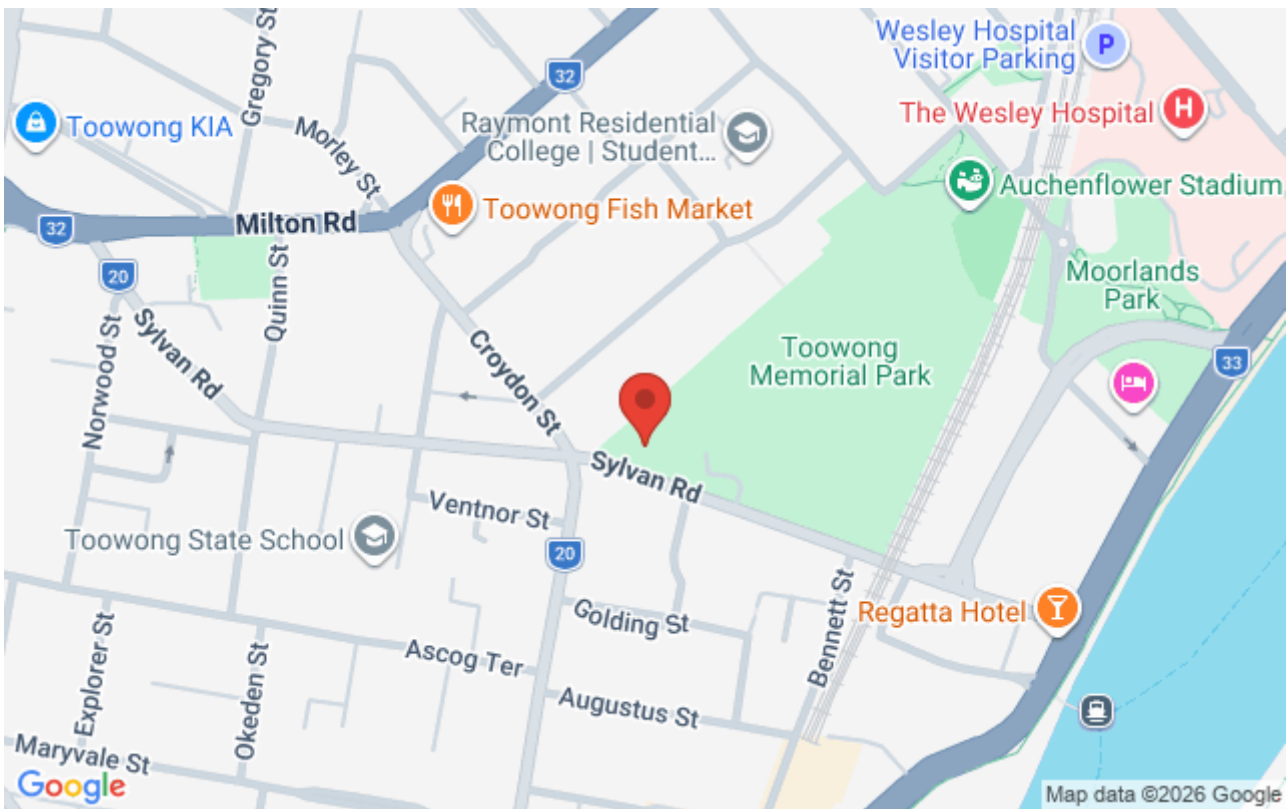 Gregory St
32
Wesley Hospital
Visitor Parking
P
The Wesley Hospital
H
Toowong KIA
Morley St
Raymont Residential
College | Student...
Auchenflower Stadium
Toowong Fish Market
Milton Rd
32
20
Quinn St
Moorlands
Park
Norwood St
Sylvan Rd
Croydon St
Toowong
Memorial Park
33
Sylvan Rd
Ventnor St
Toowong State School
20
Bennett St
Golding St
Regatta Hotel
Ascog Ter
Explorer St
Okeden St
Augustus St
Maryvale St
Google
Map data ©2026 Google